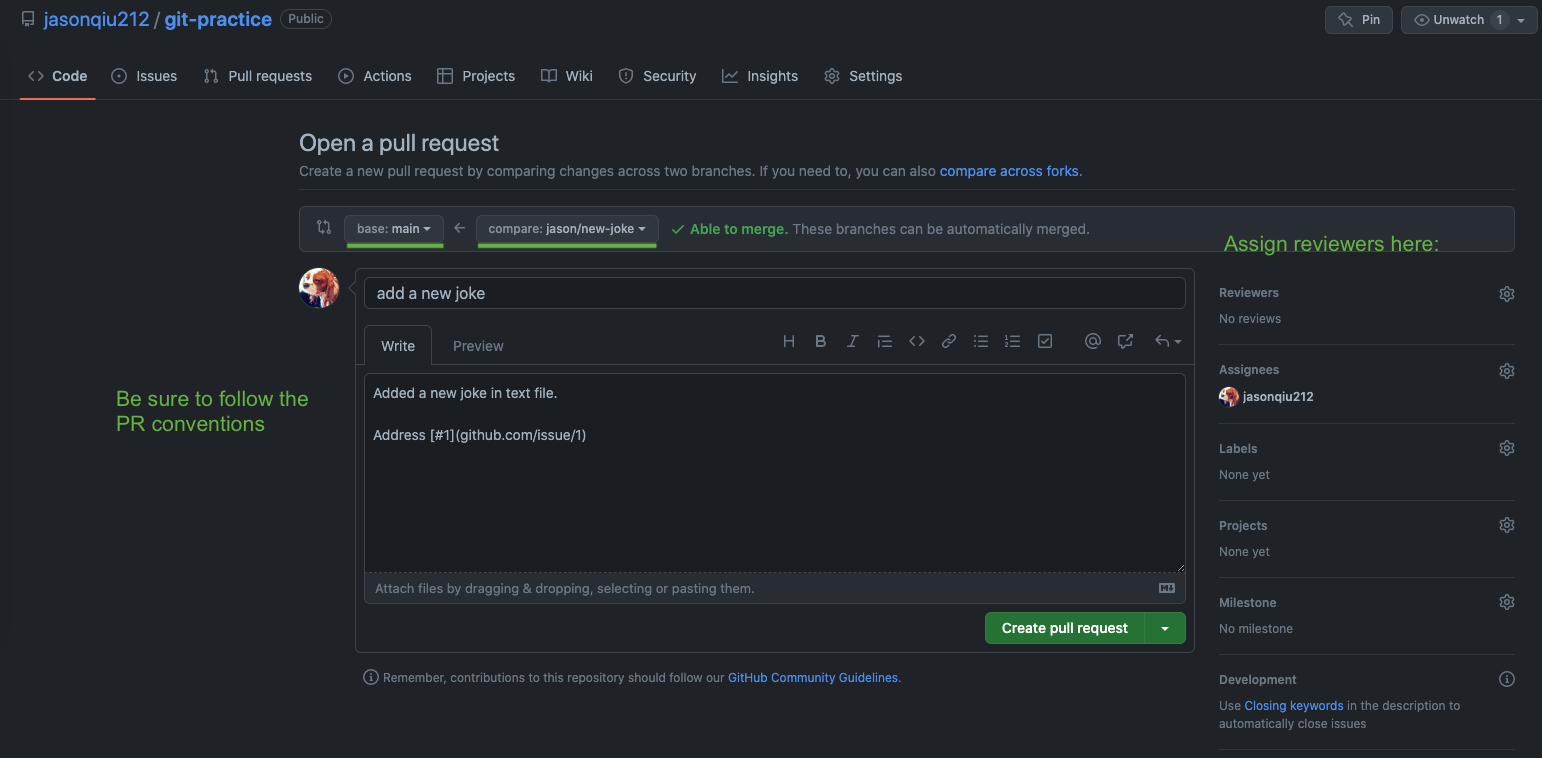 jasonqiu212 / git-practice Public
Pin
Unwatch 1
Code
Issues
Pull requests
Actions
Projects
Wiki
Security
Insights
Settings
Open a pull request
Create a new pull request by comparing changes across two branches. If you need to, you can also compare across forks.
base: main
compare: jason/new-joke
Able to merge. These branches can be automatically merged.
Assign reviewers here:
add a new joke
Write
Preview
Added a new joke in text file.
Address [#1](github.com/issue/1)
Be sure to follow the
PR conventions
Attach files by dragging & dropping, selecting or pasting them.
Create pull request
Remember, contributions to this repository should follow our GitHub Community Guidelines.
Reviewers
No reviews
Assignees
jasonqiu212
Labels
None yet
Projects
None yet
Milestone
No milestone
Development
Use Closing keywords in the description to
automatically close issues